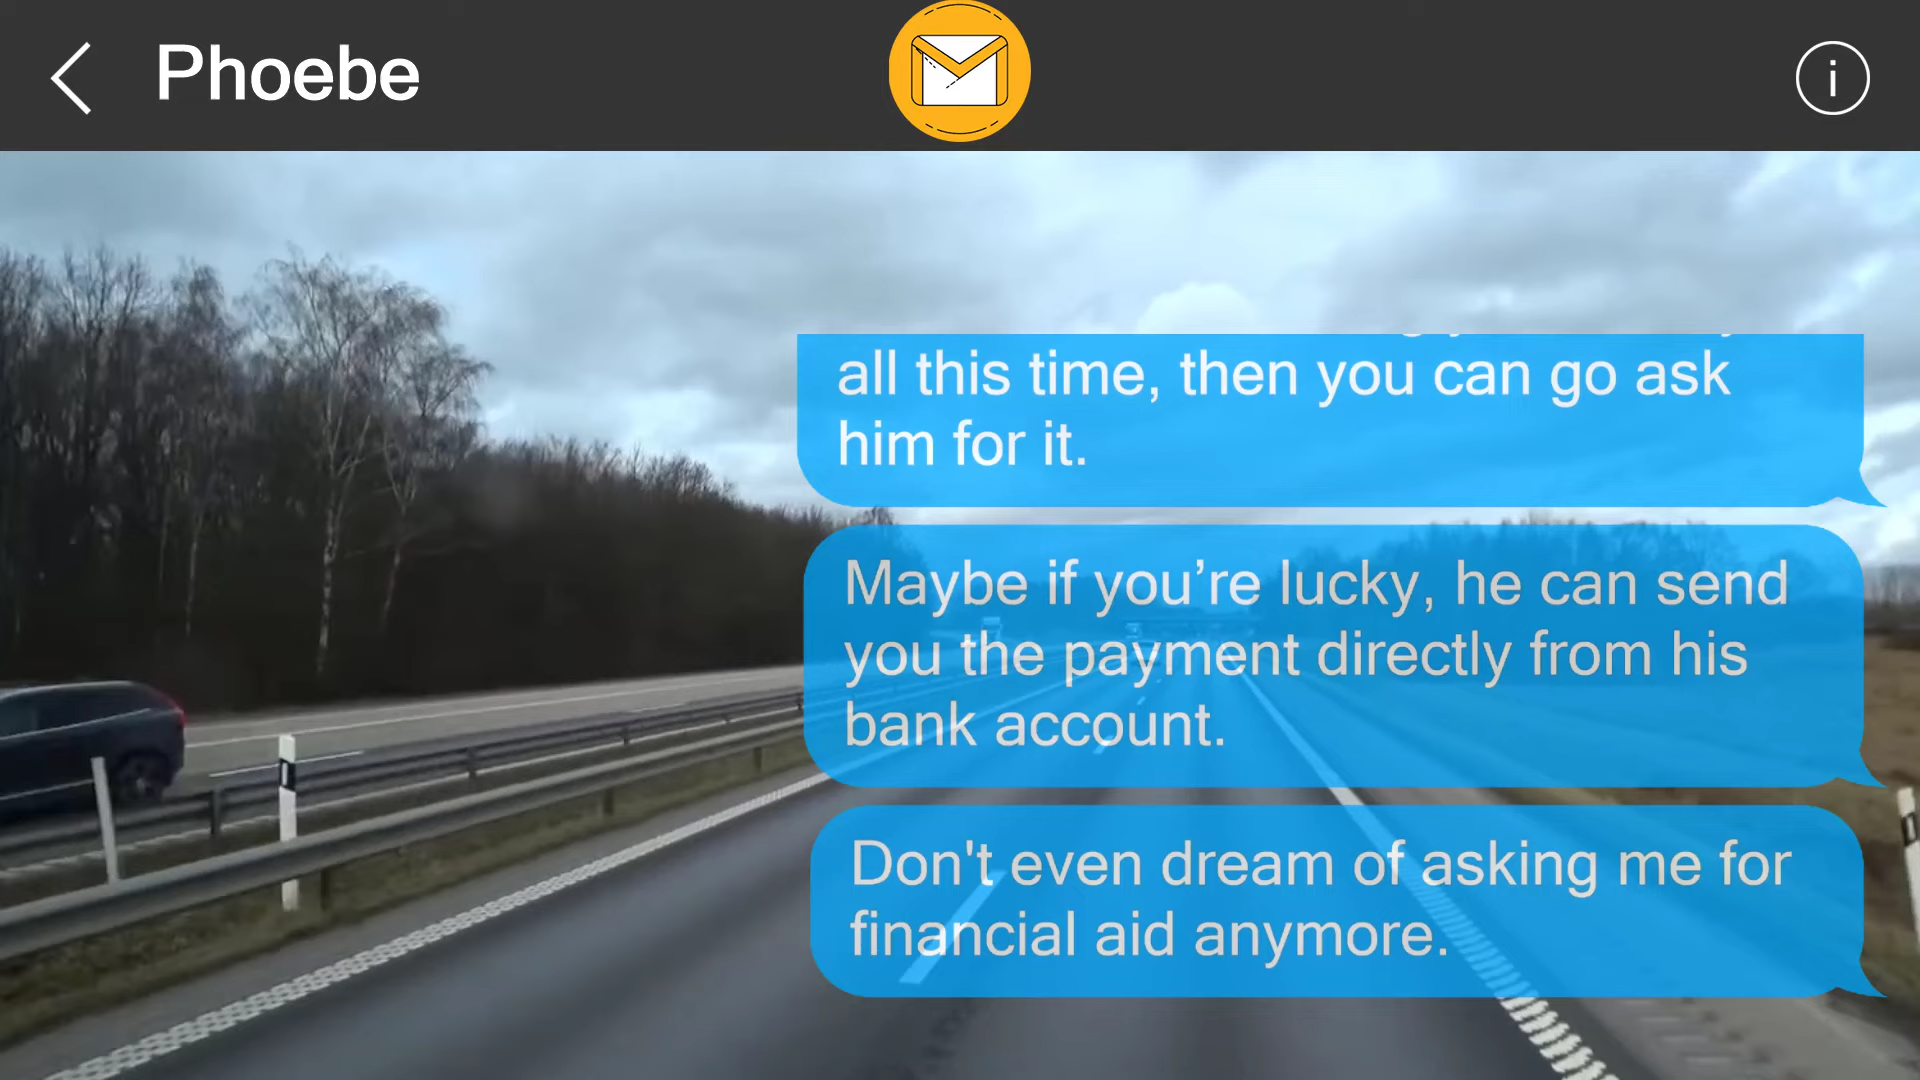 Phoebe
i
all this time, then you can go ask
him for it.
Maybe if you’re lucky, he can send
you the payment directly from his
bank account.
Don't even dream of asking me for
financial aid anymore.